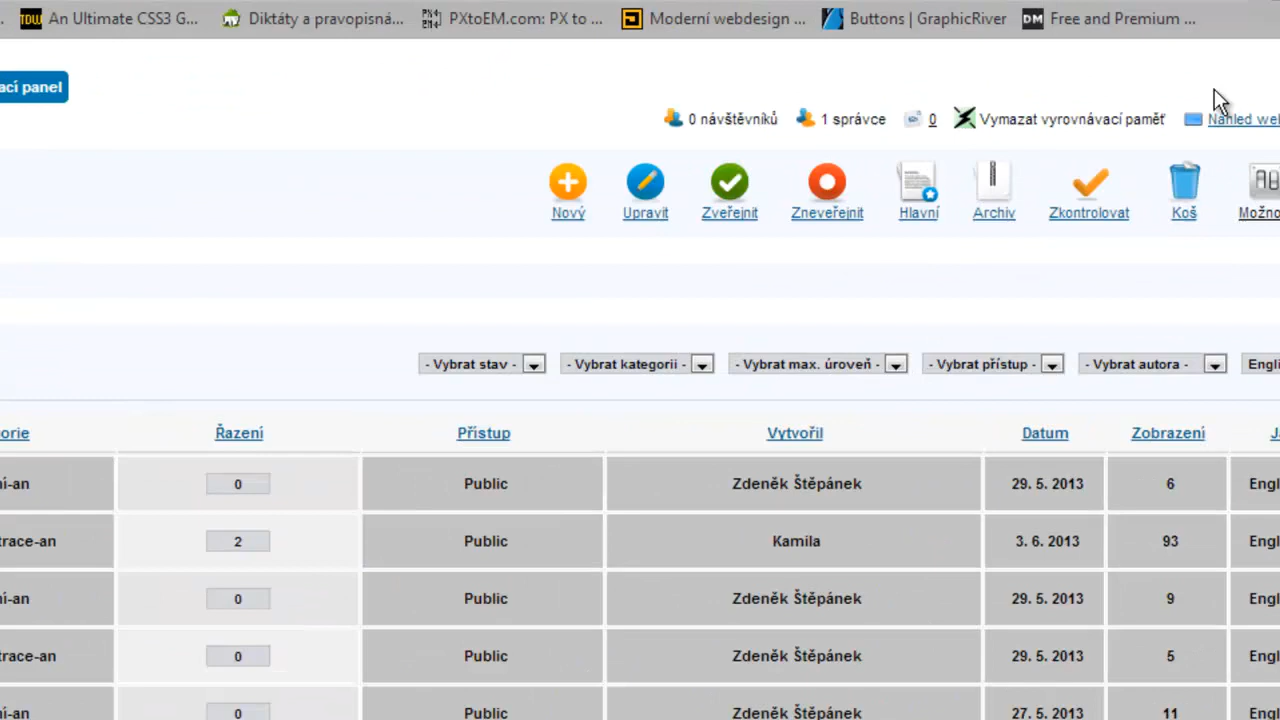 An Ultimate CSS3 G... Diktáty a pravopisná... PXtoEM.com: PX to ... Moderní webdesign ... Buttons | GraphicRiver DM Free and Premium ...
ací panel
0 návštěvníků 1 správce 0 Vymazat vyrovnávací paměť Náhled web
Nový Upravit Zveřejnit Zneveřejnit Hlavní Archiv Zkontrolovat Koš Možno
- Vybrat stav - - Vybrat kategorii - - Vybrat max. úroveň - - Vybrat přístup - - Vybrat autora - Engli
orie Řazení Přístup Vytvořil Datum Zobrazení J
ní-an 0 Public Zdeněk Štěpánek 29. 5. 2013 6 Engl
trace-an 2 Public Kamila 3. 6. 2013 93 Engl
ní-an 0 Public Zdeněk Štěpánek 29. 5. 2013 9 Engl
trace-an 0 Public Zdeněk Štěpánek 29. 5. 2013 5 Engl
ní-an 0 Public Zdeněk Štěpánek 27. 5. 2013 11 Engl